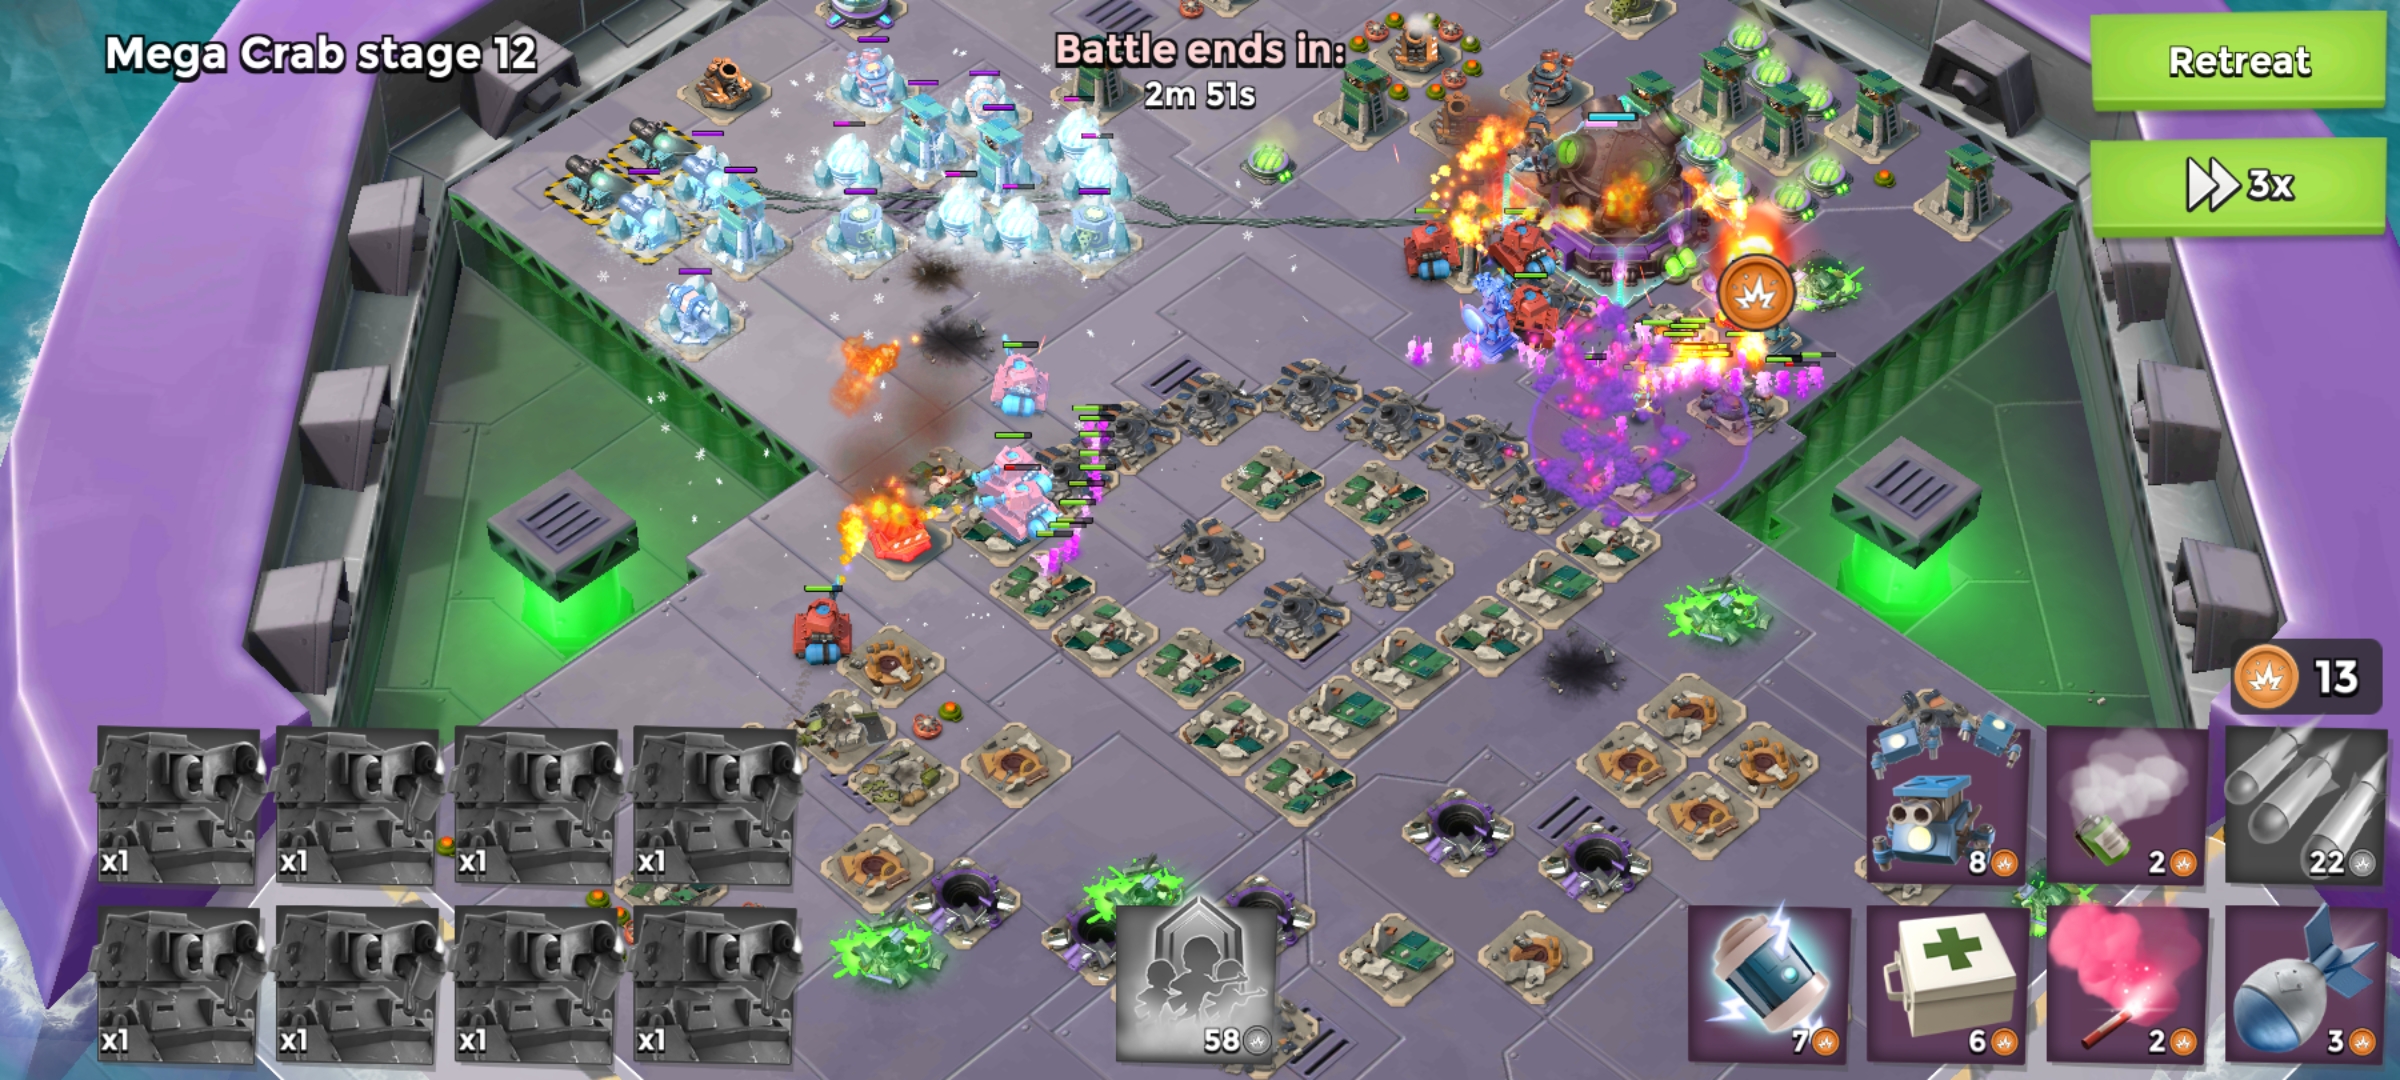 Mega Crab stage 12
Battle ends in:
2m 51s
Retreat
3x
13
x1
x1
x1
x1
8
2
22
x1
x1
x1
x1
58
7
6
2
3